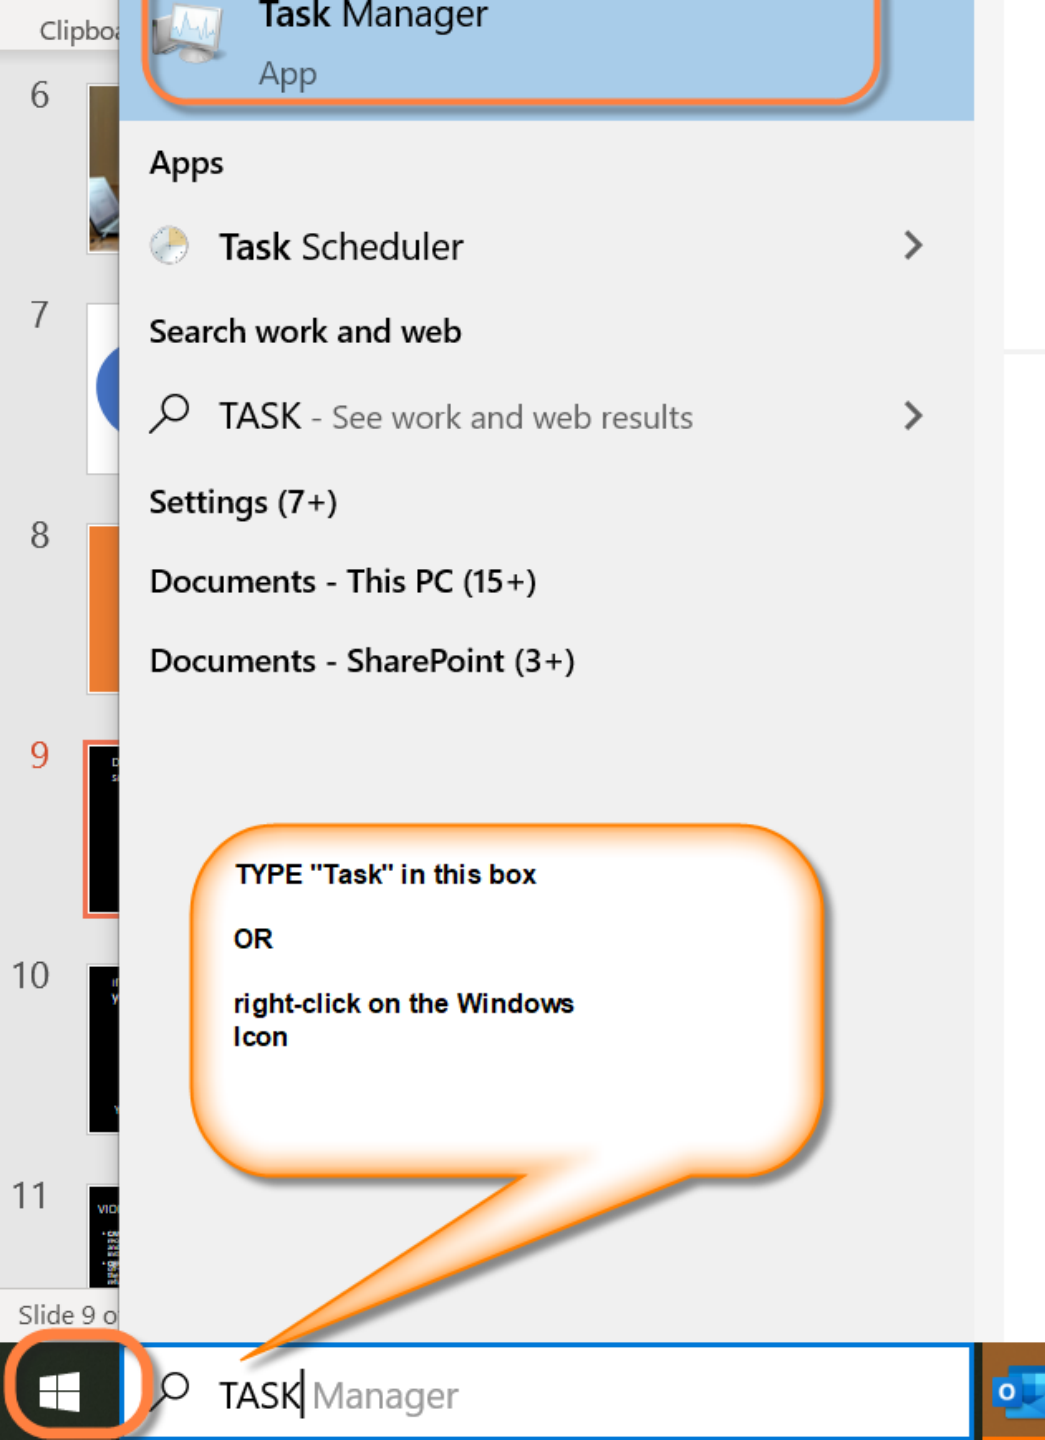 Clipboa
Task Manager
App
6
Apps
Task Scheduler
7
Search work and web
TASK - See work and web results
Settings (7+)
8
Documents - This PC (15+)
Documents - SharePoint (3+)
9
TYPE "Task" in this box
OR
10
right-click on the Windows
Icon
11
VID
Slide 9 o
TASK Manager
O